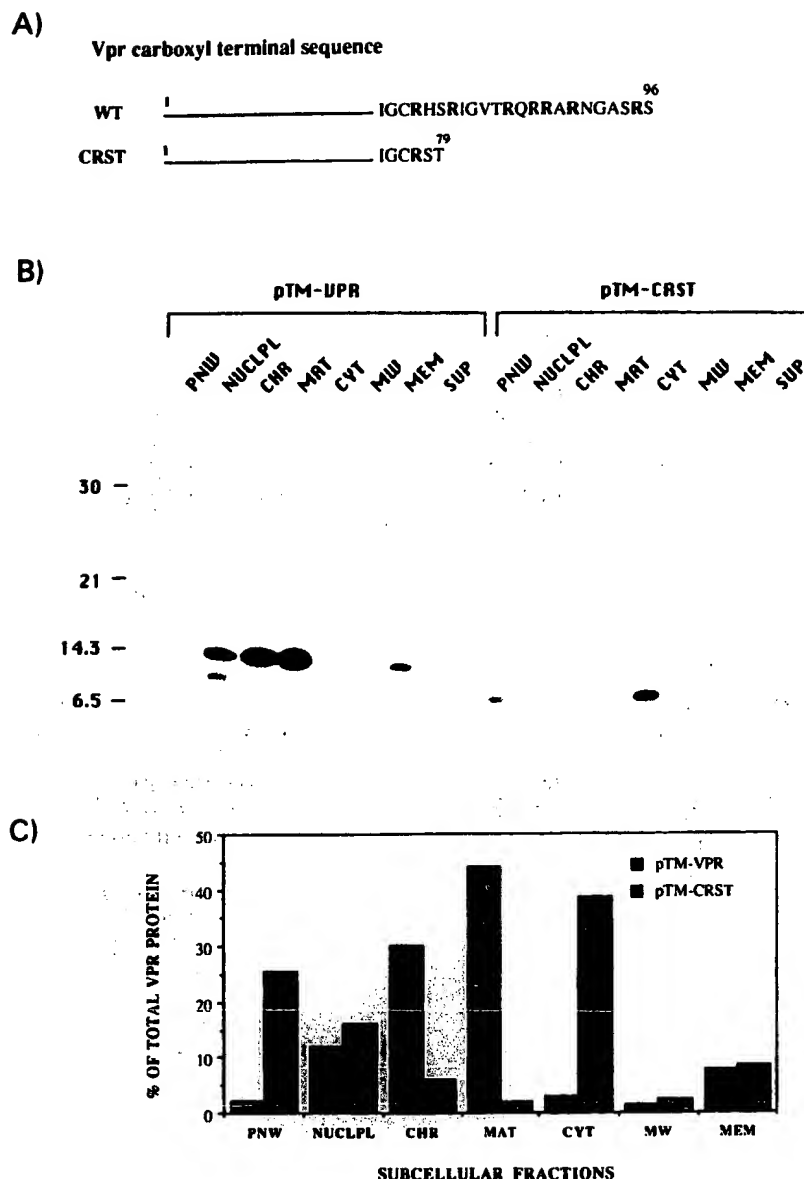 A)
Vpr carboxyl terminal sequence
WT 1 IGCRHSRIGVTRQRRARNGASRS 96
CRST 1 IGCRST 79
B)
pTM-VPR pTM-CRST
PNW NUCLPL CHR MAT CYT MW MEM SUP PNW NUCLPL CHR MAT CYT MW MEM SUP
30
21
14.3
6.5
C)
% OF TOTAL VPR PROTEIN
50
40
30
20
10
0
pTM-VPR
pTM-CRST
PNW NUCLPL CHR MAT CYT MW MEM
SUBCELLULAR FRACTIONS